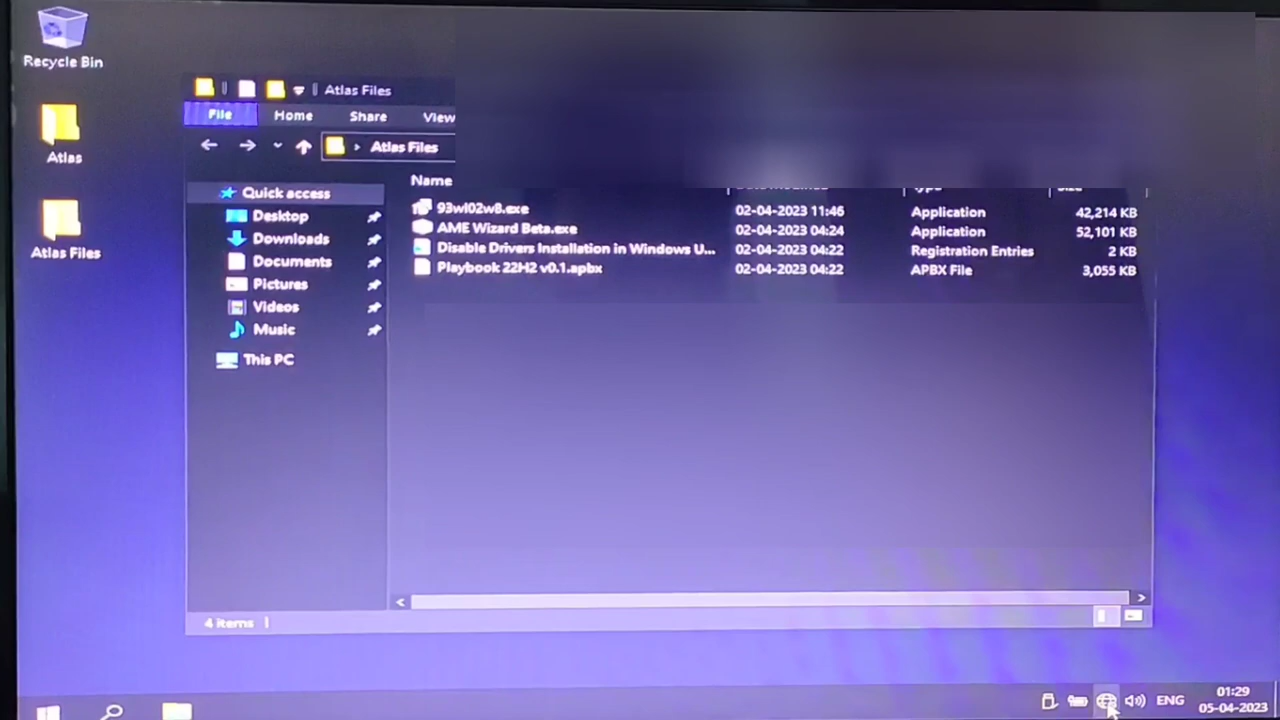 Recycle Bin
Atlas
Atlas Files
Atlas Files
File Home Share View
Atlas Files
Quick access
Desktop
Downloads
Documents
Pictures
Videos
Music
This PC
Name
93wl02w8.exe 02-04-2023 11:46 Application 42,214 KB
AME Wizard Beta.exe 02-04-2023 04:24 Application 52,101 KB
Disable Drivers Installation in Windows U... 02-04-2023 04:22 Registration Entries 2 KB
Playbook 22H2 v0.1.apbx 02-04-2023 04:22 APBX File 3,055 KB
4 items
ENG
01:29
05-04-2023